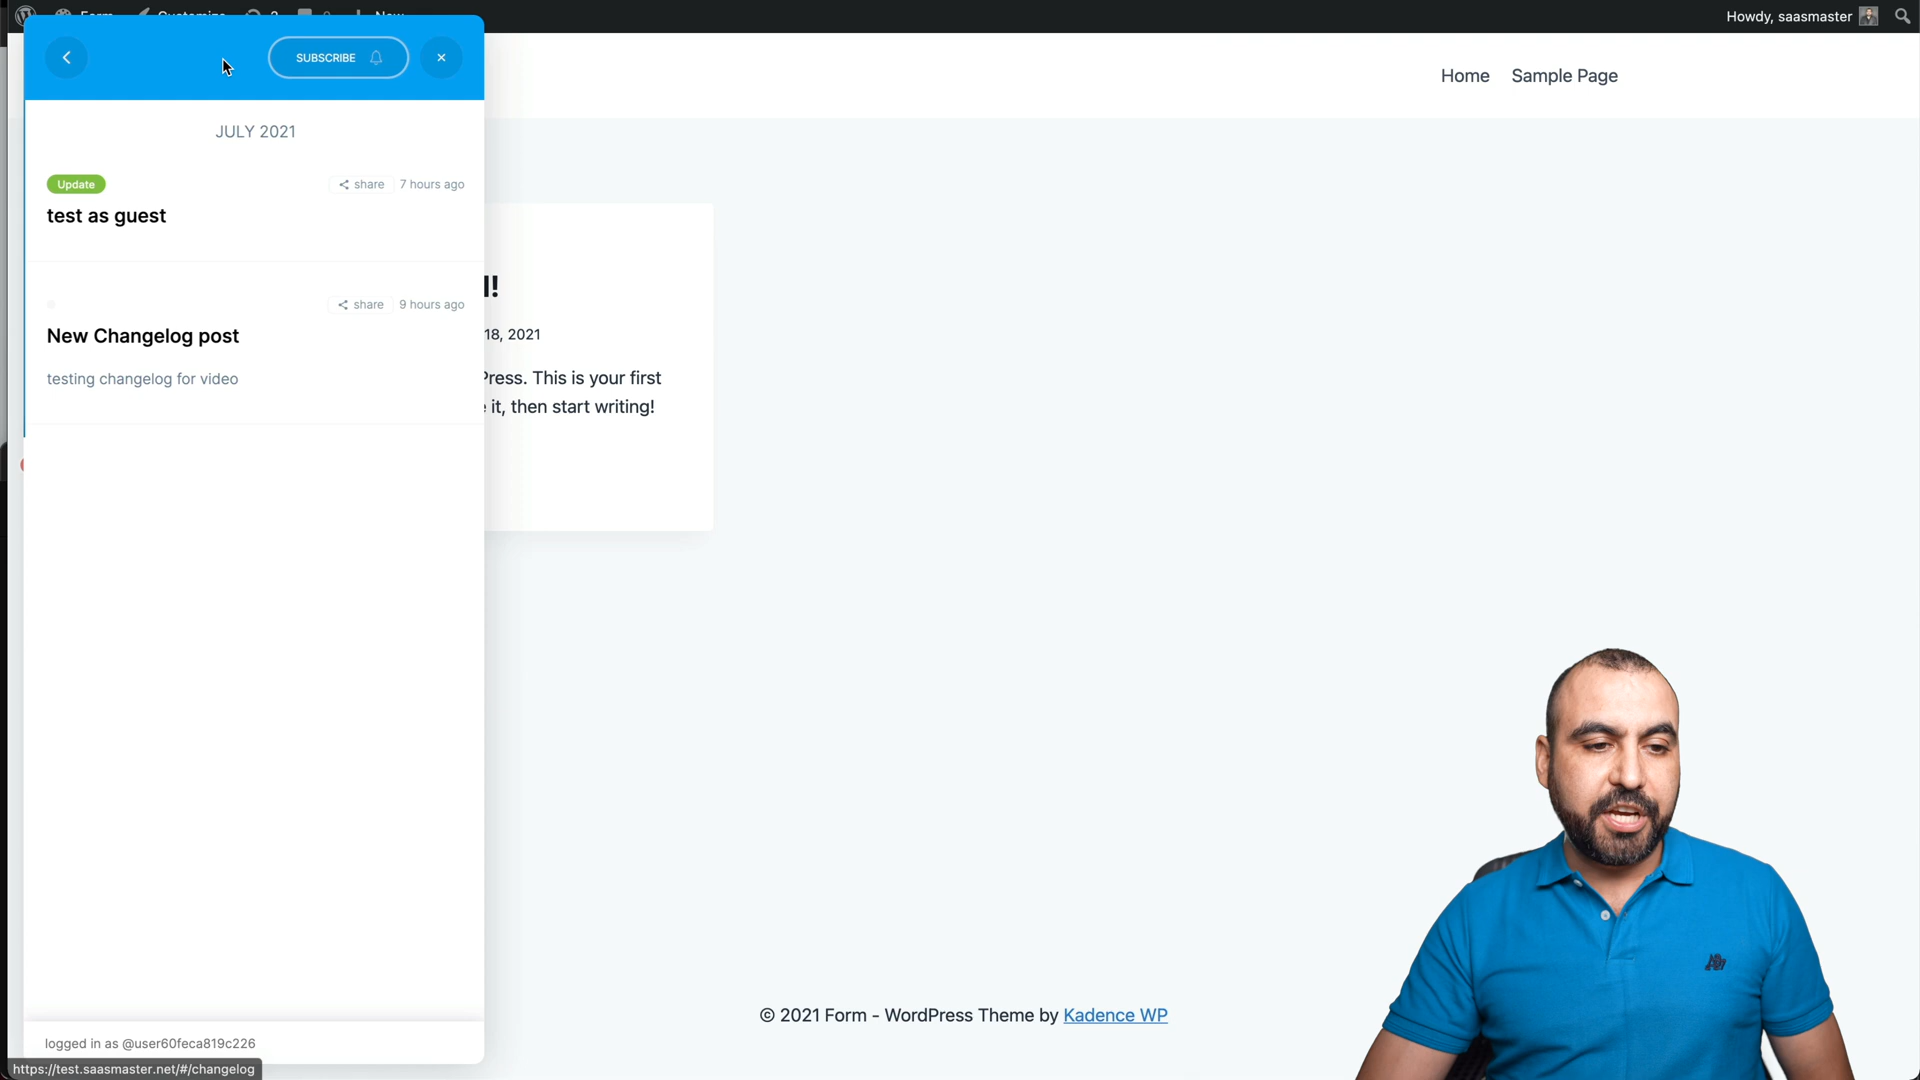 Howdy, saasmaster
SUBSCRIBE
Home Sample Page
JULY 2021
Update share 7 hours ago
test as guest
share 9 hours ago
New Changelog post
testing changelog for video
l!
18, 2021
Press. This is your first
it, then start writing!
© 2021 Form - WordPress Theme by Kadence WP
logged in as @user60feca819c226
https://test.saasmaster.net/#/changelog